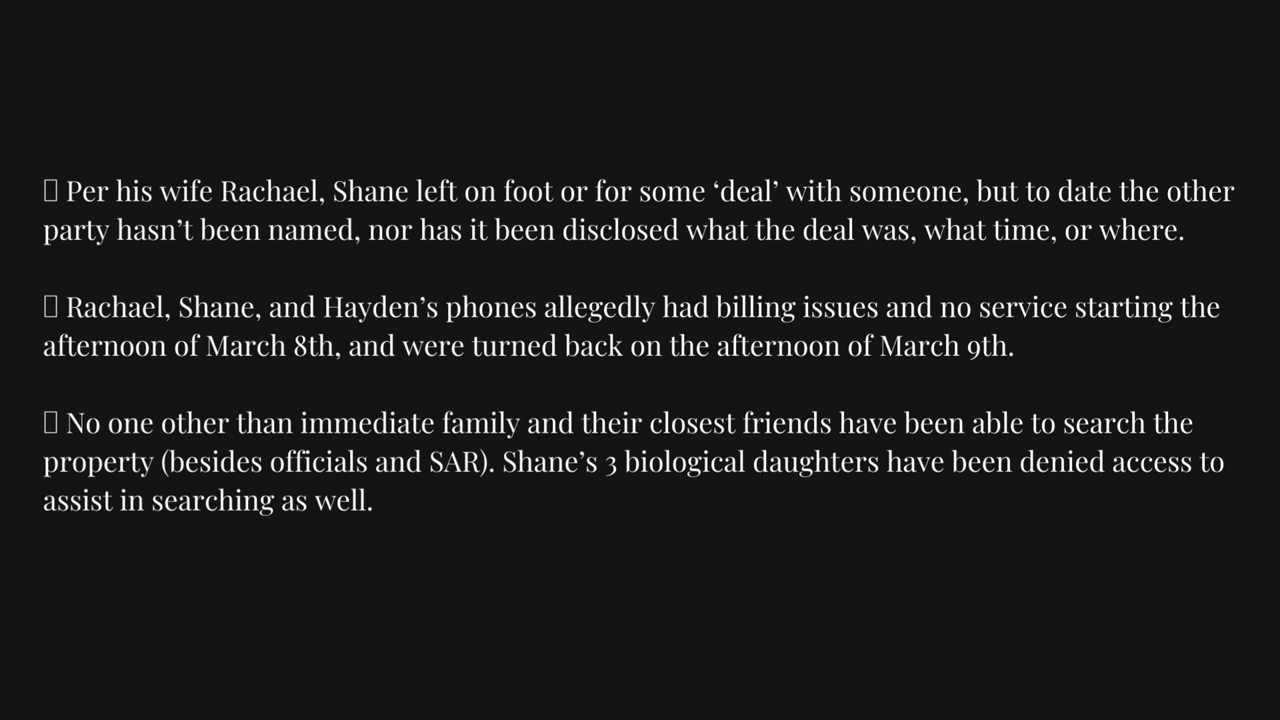 ▯ Per his wife Rachael, Shane left on foot or for some ‘deal’ with someone, but to date the other
party hasn’t been named, nor has it been disclosed what the deal was, what time, or where.
▯ Rachael, Shane, and Hayden’s phones allegedly had billing issues and no service starting the
afternoon of March 8th, and were turned back on the afternoon of March 9th.
▯ No one other than immediate family and their closest friends have been able to search the
property (besides officials and SAR). Shane’s 3 biological daughters have been denied access to
assist in searching as well.